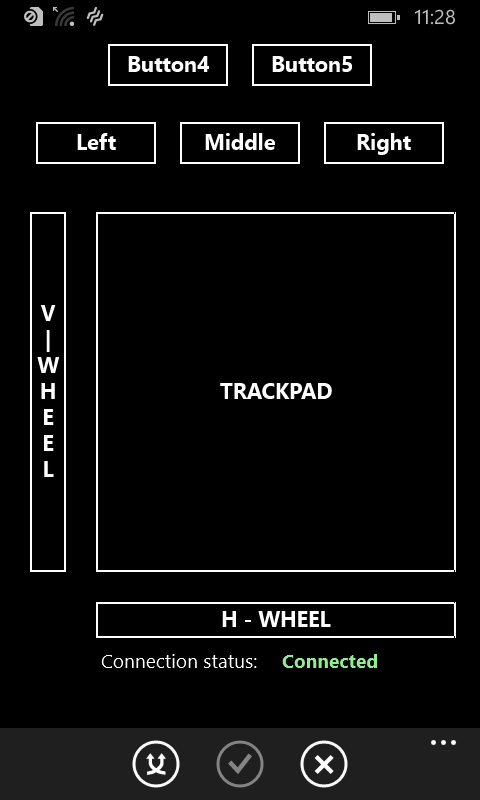 11:28
Button4 Button5
Left Middle Right
V
|
W
H
E
E
L
TRACKPAD
H - WHEEL
Connection status: Connected